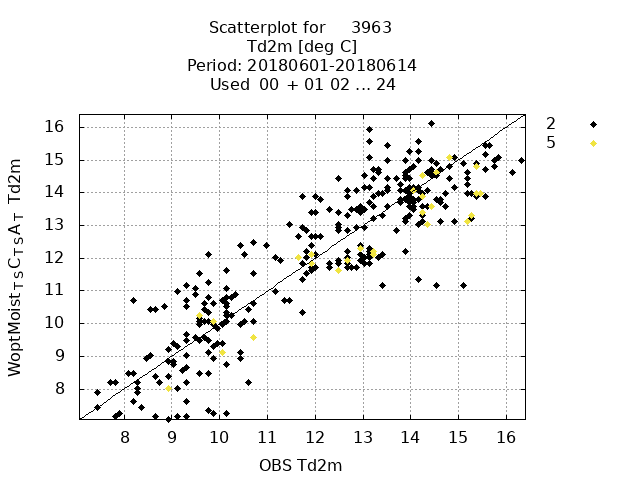 Scatterplot for 3963
Td2m [deg C]
Period: 20180601-20180614
Used 00 + 01 02 ... 24
2
5
16
15
14
13
12
11
10
9
8
WoptMoist_T_SC_T_SA_T Td2m
8 9 10 11 12 13 14 15 16
OBS Td2m